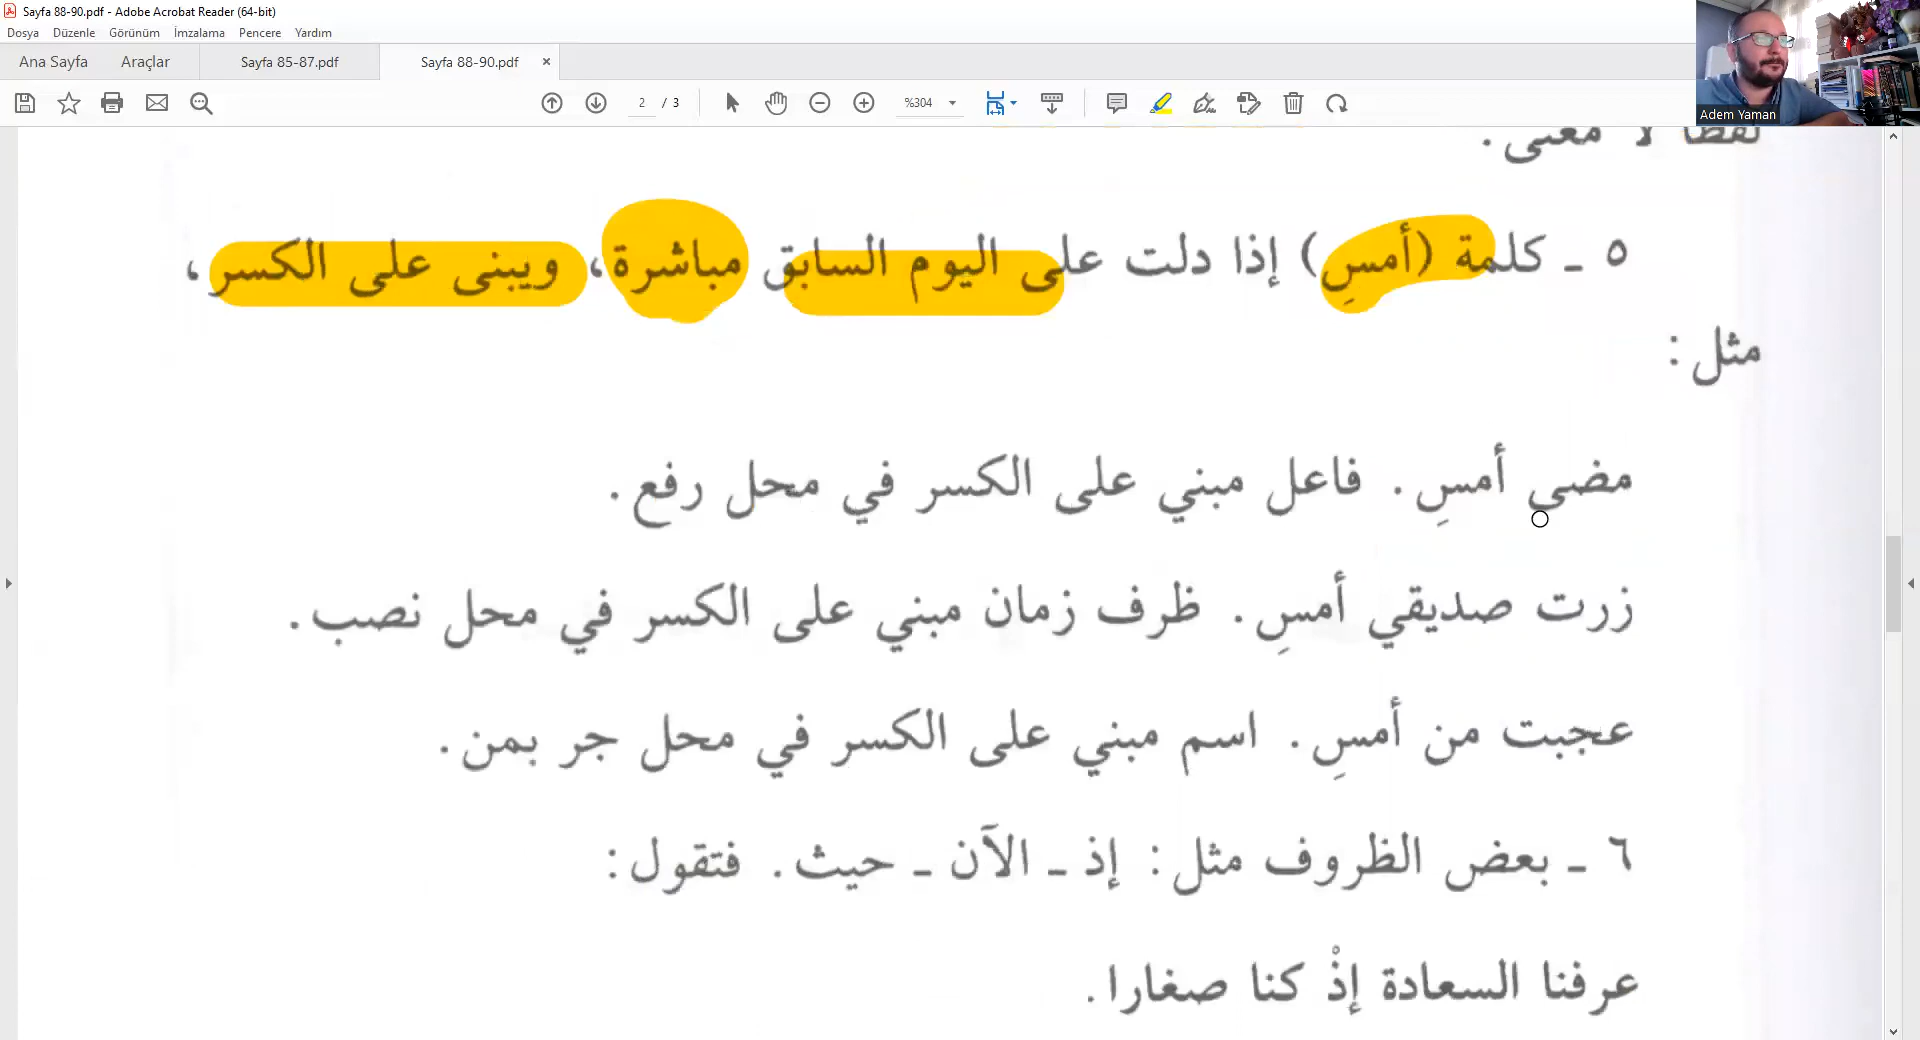 Sayfa 88-90.pdf - Adobe Acrobat Reader (64-bit)
Dosya Düzenle Görünüm İmzalama Pencere Yardım
Ana Sayfa Araçlar Sayfa 85-87.pdf Sayfa 88-90.pdf ×
2 / 3 %304
Adem Yaman
لفظا لا معنى .
٥ ـ كلمة (أمسِ) إذا دلت على اليوم السابق مباشرة، ويبنى على الكسر ،
مثل :
مضي أمسِ . فاعل مبني على الكسر في محل رفع .
زرت صديقي أمسِ . ظرف زمان مبني على الكسر في محل نصب .
عجبت من أمسِ . اسم مبني على الكسر في محل جر بمن .
٦ ـ بعض الظروف مثل : إذ ـ الآن ـ حيث . فتقول :
عرفنا السعادة إذْ كنا صغارا .